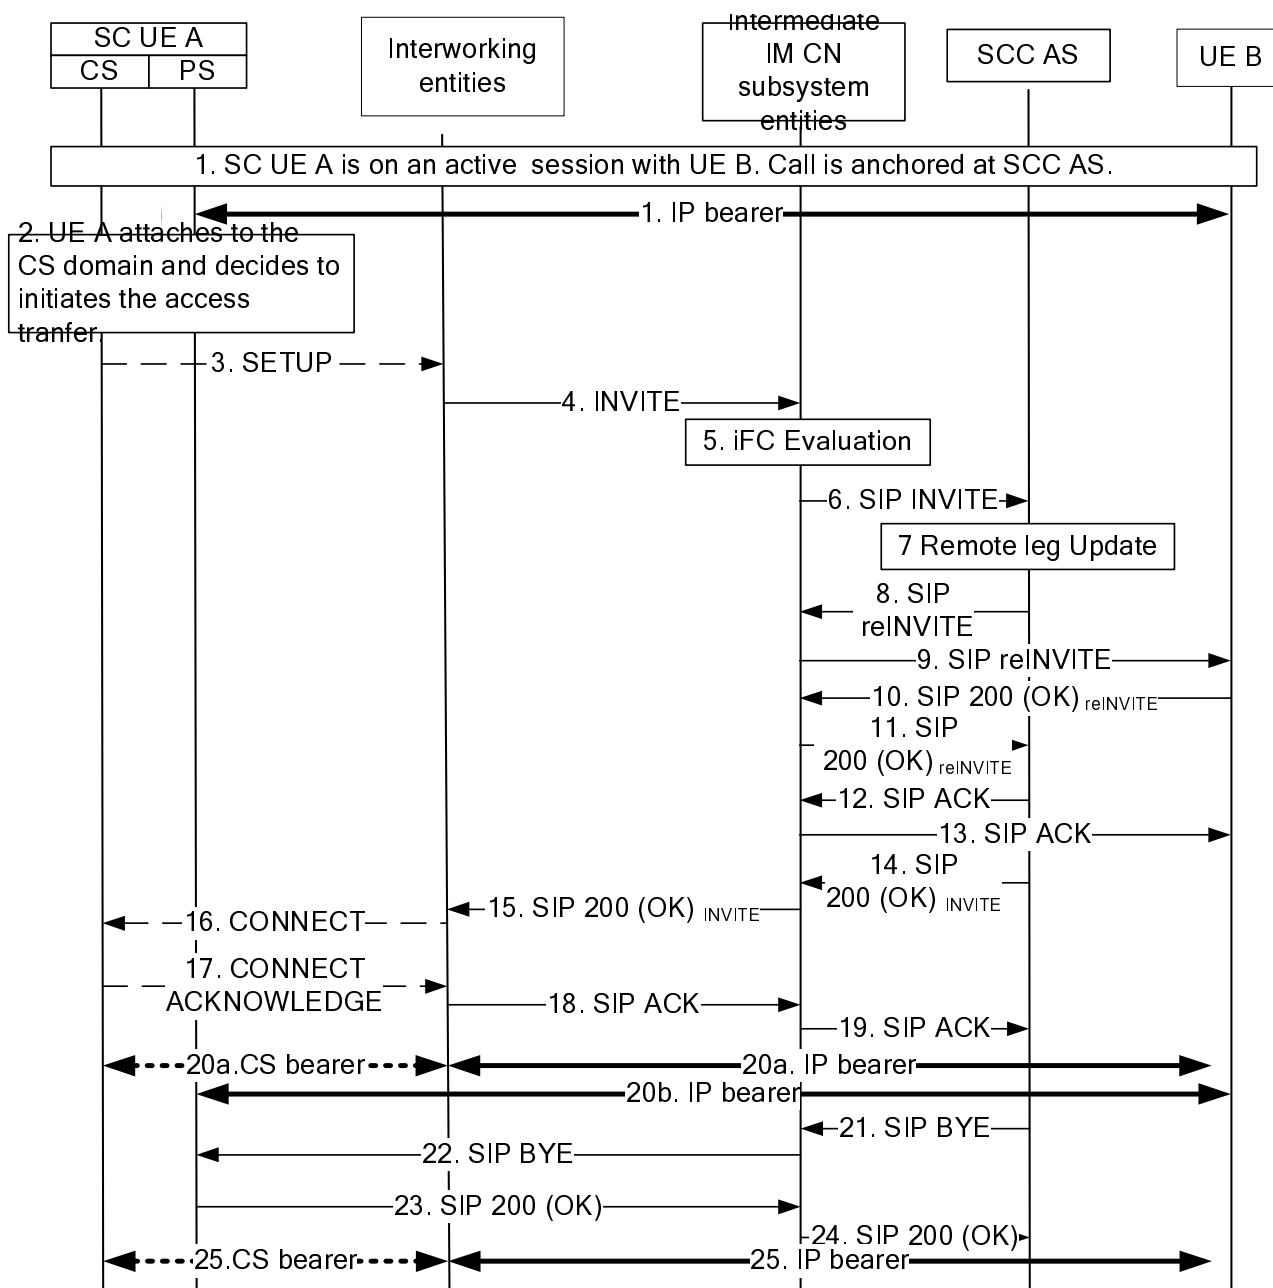 SC UE A
CS
PS
Interworking
entities
Intermediate
IM CN
subsystem
entities
SCC AS
UE B
1. SC UE A is on an active  session with UE B. Call is anchored at SCC AS.
1. IP bearer
2. UE A attaches to the
CS domain and decides to
initiates the access
tranfer.
3. SETUP
4. INVITE
5. iFC Evaluation
6. SIP INVITE
7 Remote leg Update
8. SIP
reINVITE
9. SIP reINVITE
10. SIP 200 (OK) reINVITE
11. SIP
200 (OK) reINVITE
12. SIP ACK
13. SIP ACK
14. SIP
200 (OK) INVITE
15. SIP 200 (OK) INVITE
16. CONNECT
17. CONNECT
ACKNOWLEDGE
18. SIP ACK
19. SIP ACK
20a.CS bearer
20a. IP bearer
20b. IP bearer
21. SIP BYE
22. SIP BYE
23. SIP 200 (OK)
24. SIP 200 (OK)
25.CS bearer
25. IP bearer